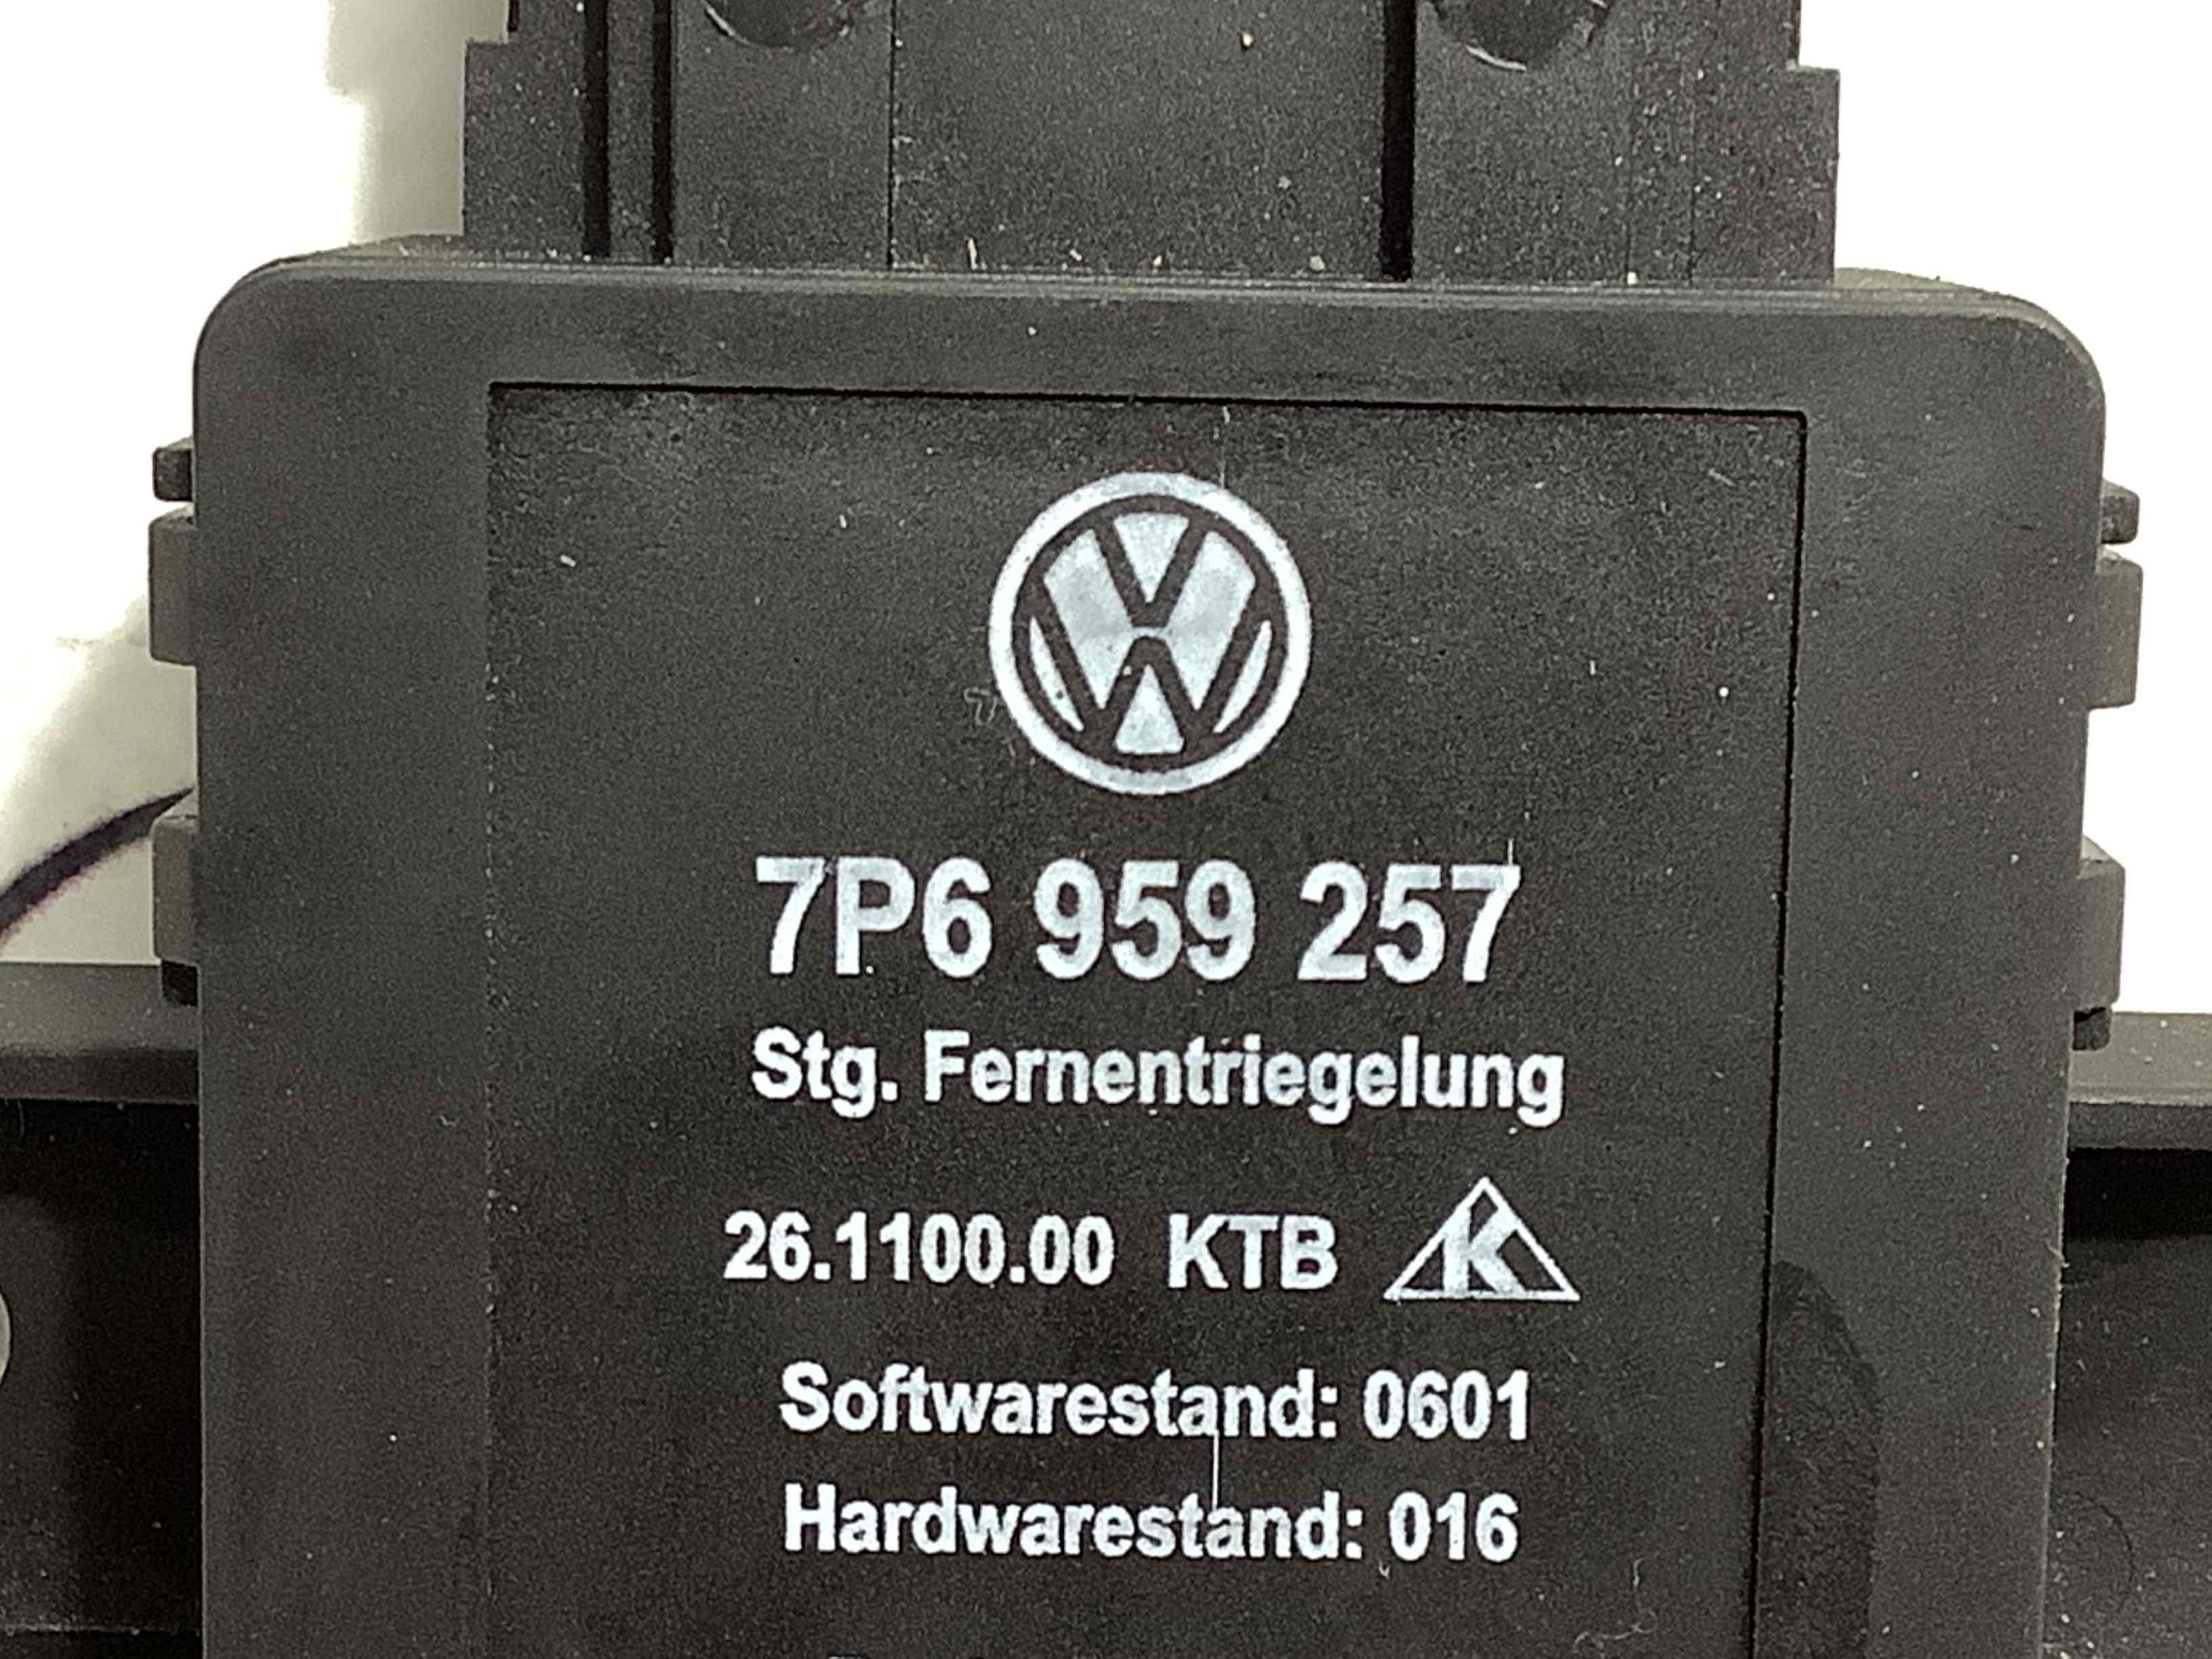 7P6 959 257
Stg. Fernentriegelung
26.1100.00 KTB K
Softwarestand: 0601
Hardwarestand: 016